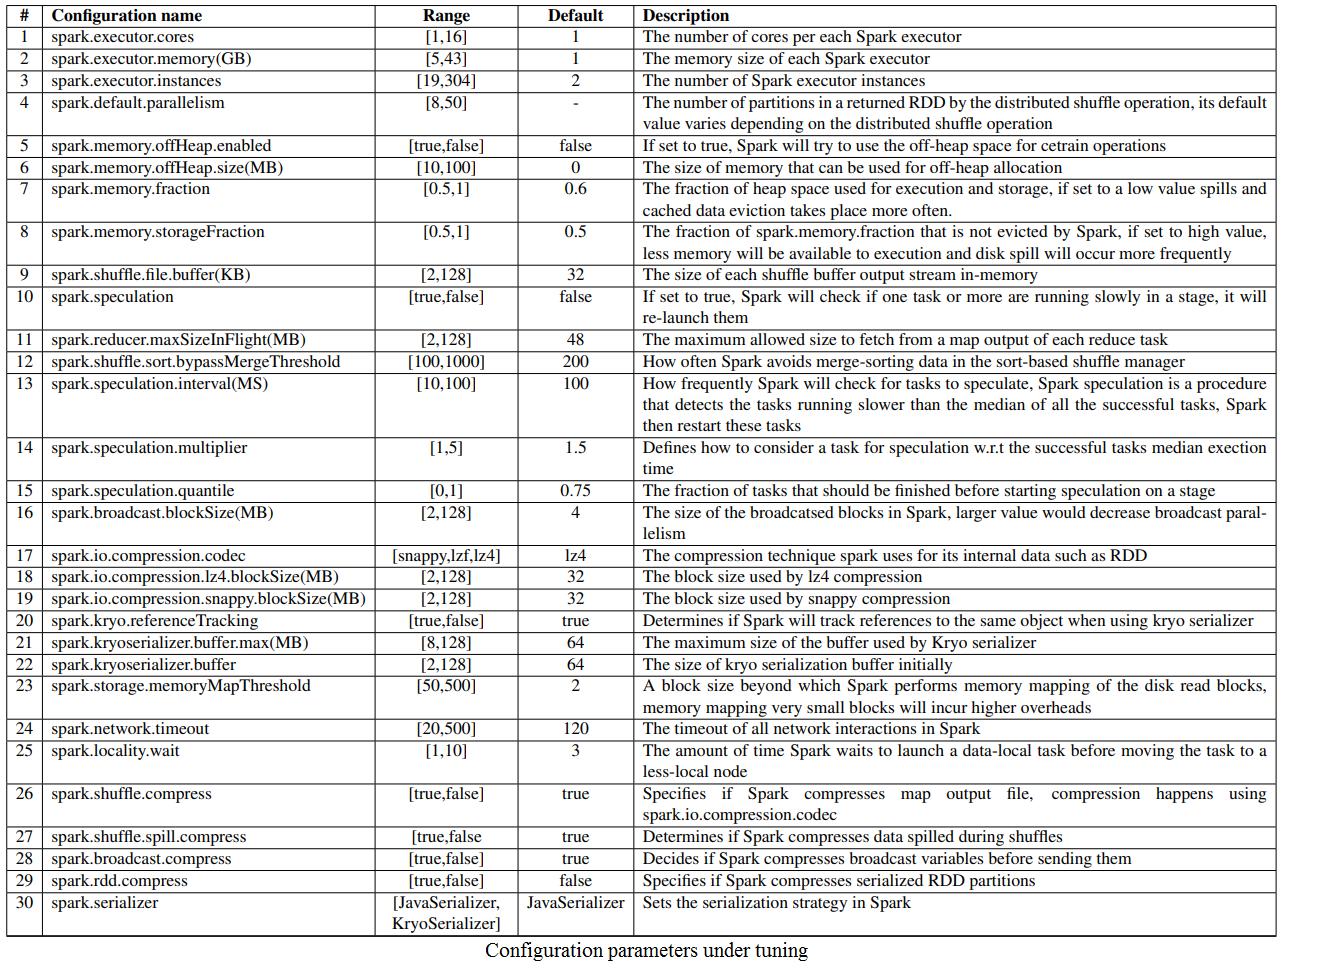 # Configuration name Range Default Description
1 spark.executor.cores [1,16] 1 The number of cores per each Spark executor
2 spark.executor.memory(GB) [5,43] 1 The memory size of each Spark executor
3 spark.executor.instances [19,304] 2 The number of Spark executor instances
4 spark.default.parallelism [8,50] - The number of partitions in a returned RDD by the distributed shuffle operation, its default
value varies depending on the distributed shuffle operation
5 spark.memory.offHeap.enabled [true,false] false If set to true, Spark will try to use the off-heap space for cetrain operations
6 spark.memory.offHeap.size(MB) [10,100] 0 The size of memory that can be used for off-heap allocation
7 spark.memory.fraction [0.5,1] 0.6 The fraction of heap space used for execution and storage, if set to a low value spills and
cached data eviction takes place more often.
8 spark.memory.storageFraction [0.5,1] 0.5 The fraction of spark.memory.fraction that is not evicted by Spark, if set to high value,
less memory will be available to execution and disk spill will occur more frequently
9 spark.shuffle.file.buffer(KB) [2,128] 32 The size of each shuffle buffer output stream in-memory
10 spark.speculation [true,false] false If set to true, Spark will check if one task or more are running slowly in a stage, it will
re-launch them
11 spark.reducer.maxSizeInFlight(MB) [2,128] 48 The maximum allowed size to fetch from a map output of each reduce task
12 spark.shuffle.sort.bypassMergeThreshold [100,1000] 200 How often Spark avoids merge-sorting data in the sort-based shuffle manager
13 spark.speculation.interval(MS) [10,100] 100 How frequently Spark will check for tasks to speculate, Spark speculation is a procedure
that detects the tasks running slower than the median of all the successful tasks, Spark
then restart these tasks
14 spark.speculation.multiplier [1,5] 1.5 Defines how to consider a task for speculation w.r.t the successful tasks median exection
time
15 spark.speculation.quantile [0,1] 0.75 The fraction of tasks that should be finished before starting speculation on a stage
16 spark.broadcast.blockSize(MB) [2,128] 4 The size of the broadcatsed blocks in Spark, larger value would decrease broadcast paral-
lelism
17 spark.io.compression.codec [snappy,lzf,lz4] lz4 The compression technique spark uses for its internal data such as RDD
18 spark.io.compression.lz4.blockSize(MB) [2,128] 32 The block size used by lz4 compression
19 spark.io.compression.snappy.blockSize(MB) [2,128] 32 The block size used by snappy compression
20 spark.kryo.referenceTracking [true,false] true Determines if Spark will track references to the same object when using kryo serializer
21 spark.kryoserializer.buffer.max(MB) [8,128] 64 The maximum size of the buffer used by Kryo serializer
22 spark.kryoserializer.buffer [2,128] 64 The size of kryo serialization buffer initially
23 spark.storage.memoryMapThreshold [50,500] 2 A block size beyond which Spark performs memory mapping of the disk read blocks,
memory mapping very small blocks will incur higher overheads
24 spark.network.timeout [20,500] 120 The timeout of all network interactions in Spark
25 spark.locality.wait [1,10] 3 The amount of time Spark waits to launch a data-local task before moving the task to a
less-local node
26 spark.shuffle.compress [true,false] true Specifies if Spark compresses map output file, compression happens using
spark.io.compression.codec
27 spark.shuffle.spill.compress [true,false true Determines if Spark compresses data spilled during shuffles
28 spark.broadcast.compress [true,false] true Decides if Spark compresses broadcast variables before sending them
29 spark.rdd.compress [true,false] false Specifies if Spark compresses serialized RDD partitions
30 spark.serializer [JavaSerializer, JavaSerializer Sets the serialization strategy in Spark
KryoSerializer]
Configuration parameters under tuning